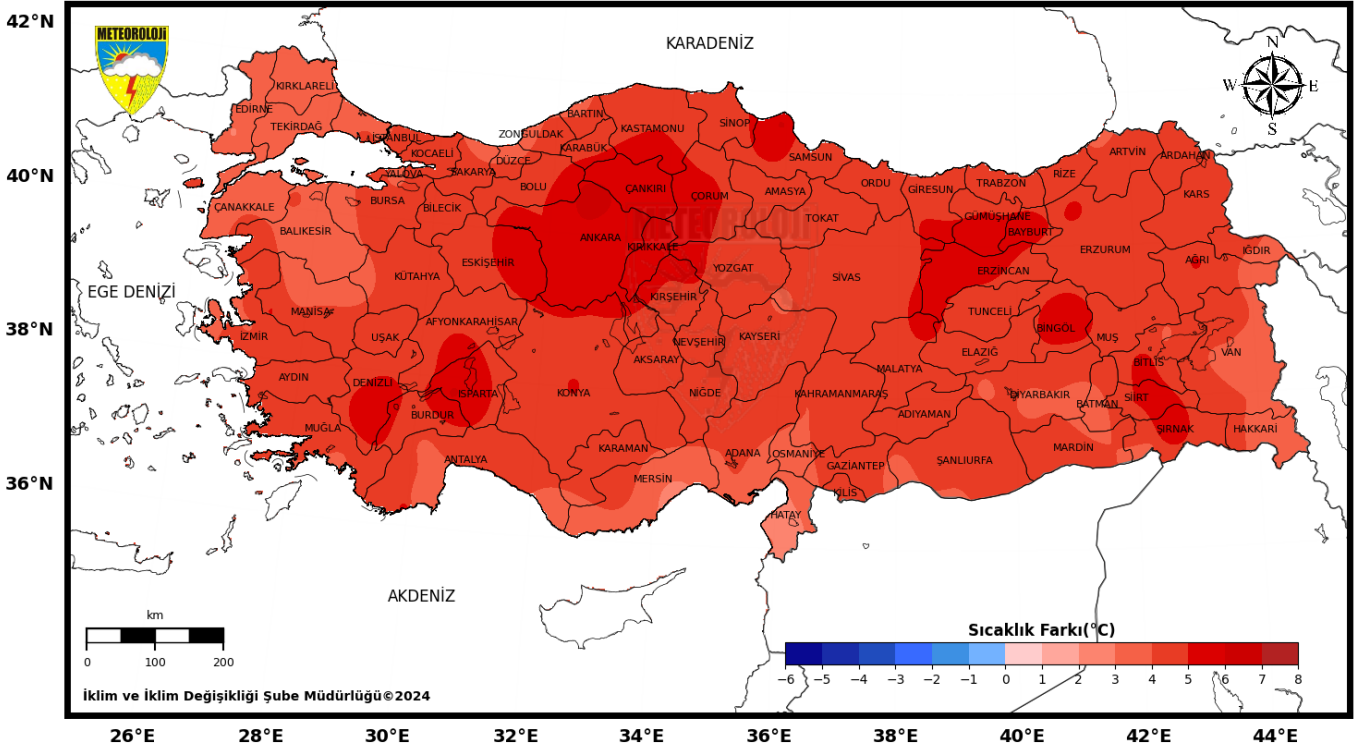 42°N
METEOROLOJİ
KARADENİZ
N
W E
S
KIRKLARELİ
EDİRNE
TEKİRDAĞ
İSTANBUL
KOCAELİ
YALOVA
SAKARYA
ZONGULDAK
BARTIN
KARABÜK
DÜZCE
BOLU
KASTAMONU
SİNOP
SAMSUN
ARTVİN
ARDAHAN
40°N
ÇANAKKALE
BALIKESİR
BURSA
BİLECİK
ÇANKIRI
ÇORUM
AMASYA
TOKAT
ORDU
GİRESUN
TRABZON
RİZE
KARS
GÜMÜŞHANE
BAYBURT
METEOROLOJİ
ANKARA
KIRIKKALE
ESKİŞEHİR
KÜTAHYA
YOZGAT
SİVAS
ERZİNCAN
ERZURUM
AĞRI
IĞDIR
EGE DENİZİ
MANİSA
KIRŞEHİR
TUNCELİ
38°N
İZMİR
UŞAK
AFYONKARAHİSAR
NEVŞEHİR
KAYSERİ
AKSARAY
ELAZIĞ
BİNGÖL
MUŞ
VAN
BİTLİS
MALATYA
AYDIN
DENİZLİ
ISPARTA
KONYA
NİĞDE
KAHRAMANMARAŞ
DİYARBAKIR
BATMAN
SİİRT
ADIYAMAN
BURDUR
MUĞLA
ŞIRNAK
HAKKARİ
ANTALYA
KARAMAN
ADANA
OSMANİYE
GAZİANTEP
ŞANLIURFA
MARDİN
36°N
MERSİN
KİLİS
HATAY
AKDENİZ
km
0 100 200
Sıcaklık Farkı(°C)
−6 −5 −4 −3 −2 −1 0 1 2 3 4 5 6 7 8
İklim ve İklim Değişikliği Şube Müdürlüğü©2024
26°E 28°E 30°E 32°E 34°E 36°E 38°E 40°E 42°E 44°E